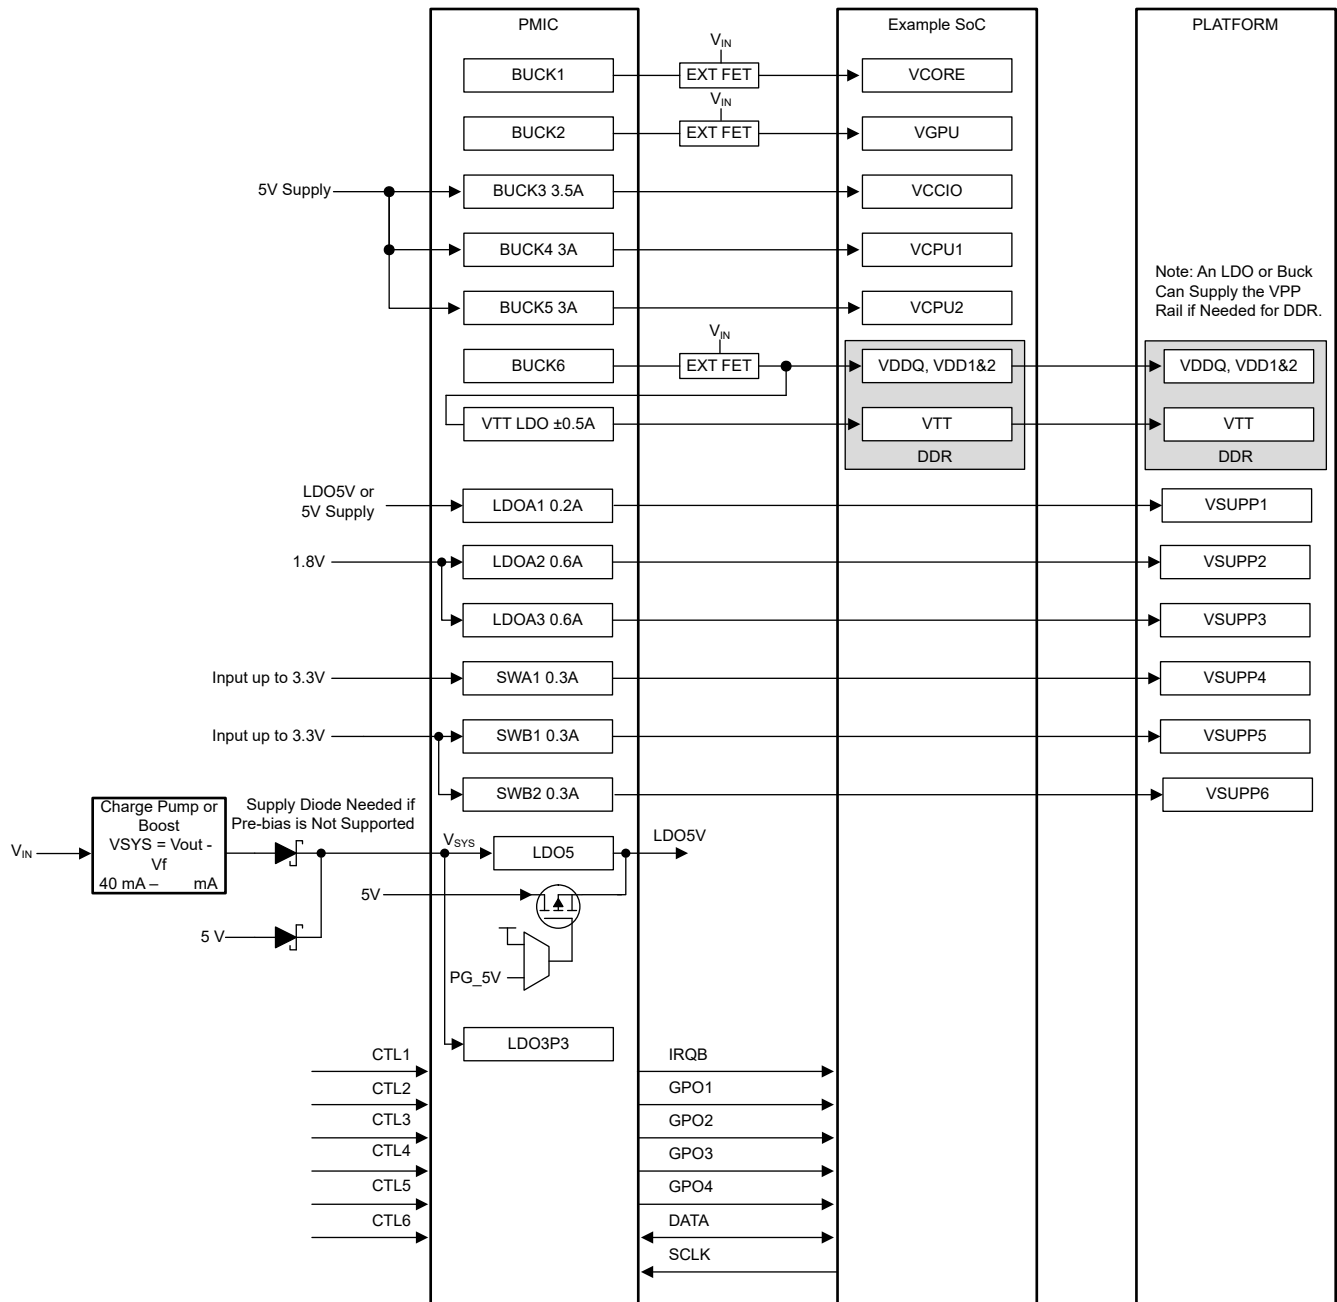 PMIC
Example SoC
PLATFORM
VIN
BUCK1
EXT FET
VCORE
VIN
BUCK2
EXT FET
VGPU
5V Supply
BUCK3 3.5A
VCCIO
BUCK4 3A
VCPU1
Note: An LDO or Buck
Can Supply the VPP
Rail if Needed for DDR.
BUCK5 3A
VCPU2
VIN
BUCK6
EXT FET
VDDQ, VDD1&2
VDDQ, VDD1&2
VTT LDO ±0.5A
VTT
VTT
DDR
DDR
LDO5V or
5V Supply
LDOA1 0.2A
VSUPP1
1.8V
LDOA2 0.6A
VSUPP2
LDOA3 0.6A
VSUPP3
Input up to 3.3V
SWA1 0.3A
VSUPP4
Input up to 3.3V
SWB1 0.3A
VSUPP5
SWB2 0.3A
VSUPP6
Charge Pump or
Boost
VSYS = Vout -
Vf
40 mA – mA
Supply Diode Needed if
Pre-bias is Not Supported
VIN
VSYS
LDO5
LDO5V
5V
5 V
PG_5V
LDO3P3
CTL1
IRQB
CTL2
GPO1
CTL3
GPO2
CTL4
GPO3
CTL5
GPO4
CTL6
DATA
SCLK